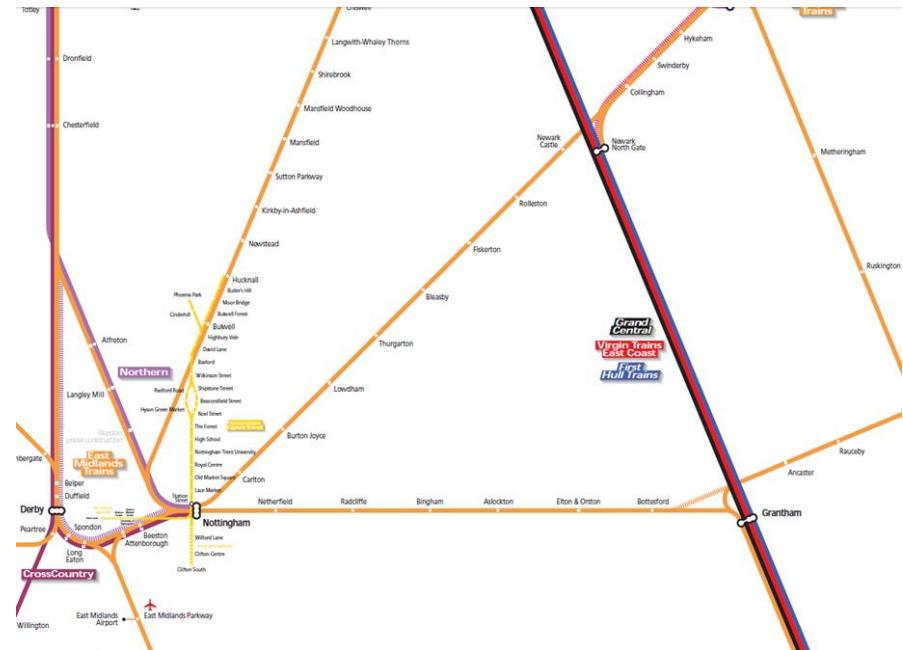 Totley
Creswell
Trains
Hykeham
Langwith-Whaley Thorns
Dronfield
Swinderby
Shirebrook
Collingham
Mansfield Woodhouse
Chesterfield
Newark
Castle
Newark
North Gate
Mansfield
Metheringham
Sutton Parkway
Rolleston
Kirkby-in-Ashfield
Newstead
Fiskerton
Ruskington
Hucknall
Butler's Hill
Phoenix Park
Moor Bridge
Bleasby
Cinderhill
Bulwell Forest
Bulwell
Grand
Central
Highbury Vale
Alfreton
Thurgarton
Virgin Trains
East Coast
David Lane
Basford
First
Hull Trains
Northern
Wilkinson Street
Radford Road
Shipstone Street
Lowdham
Langley Mill
Beaconsfield Street
Hyson Green Market
Noel Street
The Forest
Nottingham
Express Transit
Ilkeston
under construction
High School
Burton Joyce
Rauceby
mbergate
East
Midlands
Trains
Nottingham Trent University
Royal Centre
Ancaster
Old Market Square
Carlton
Belper
Lace Market
Duffield
Station
Street
Netherfield
Radcliffe
Bingham
Aslockton
Elton & Orston
Bottesford
Derby
Nottingham
Grantham
Peartree
Spondon
Beeston
Attenborough
Wilford Lane
Long
Eaton
Clifton Centre
Clifton South
CrossCountry
East Midlands
Airport
East Midlands Parkway
Willington